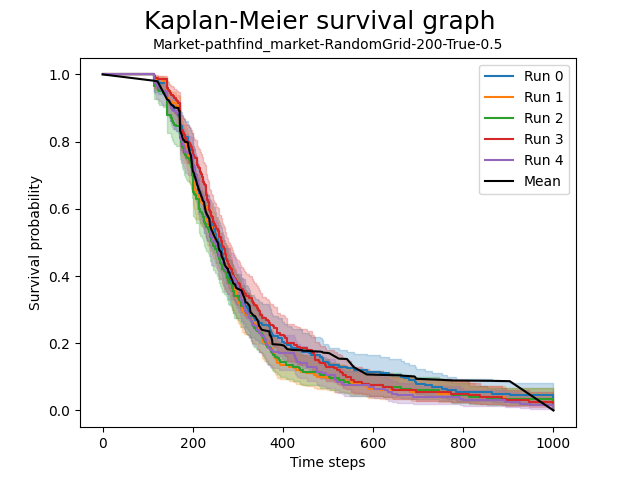 Kaplan-Meier survival graph
Market-pathfind_market-RandomGrid-200-True-0.5
Survival probability
1.0
0.8
0.6
0.4
0.2
0.0
0
200
400
600
800
1000
Time steps
Run 0
Run 1
Run 2
Run 3
Run 4
Mean